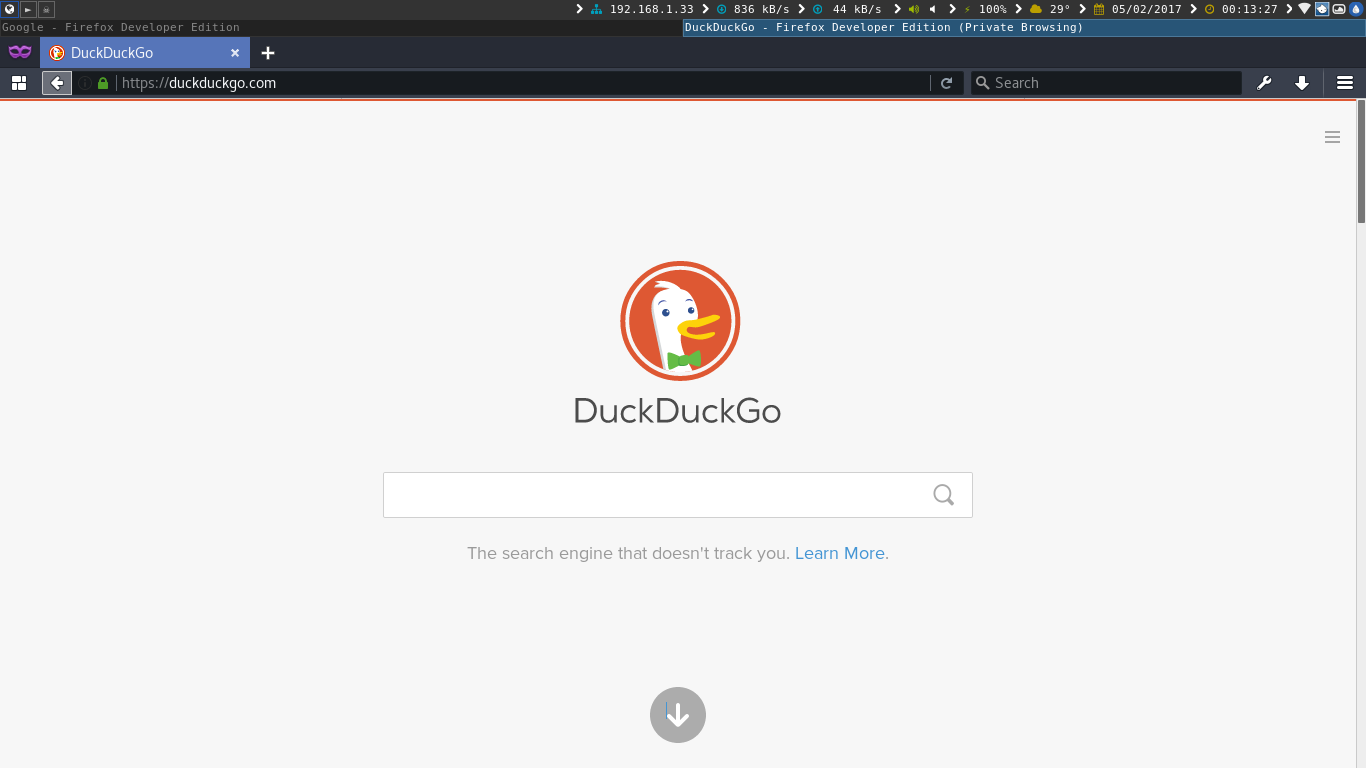 192.168.1.33 836 kB/s 44 kB/s 100% 29° 05/02/2017 00:13:27
Google - Firefox Developer Edition
DuckDuckGo - Firefox Developer Edition (Private Browsing)
DuckDuckGo
https://duckduckgo.com
Search
DuckDuckGo
The search engine that doesn't track you. Learn More.